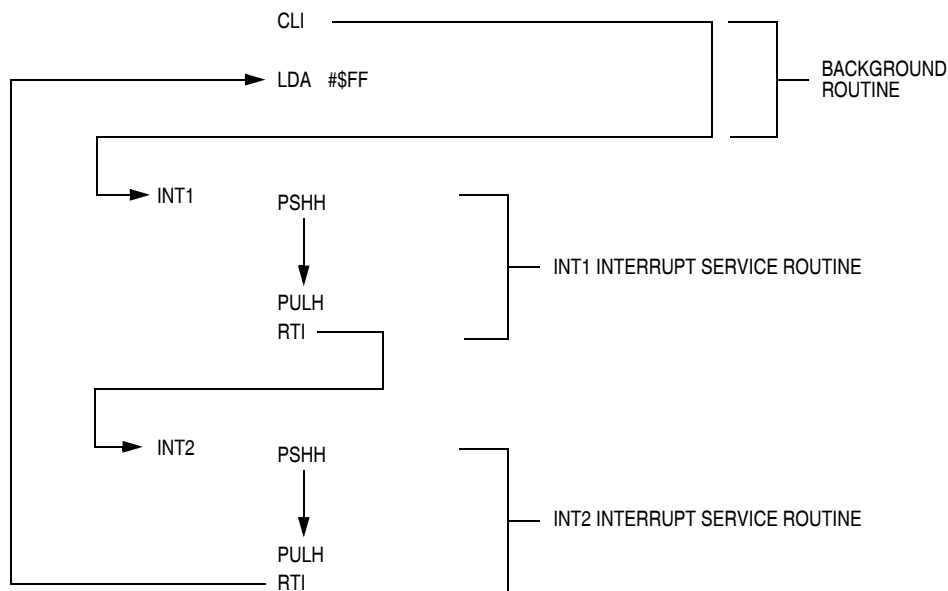 CLI
LDA #$FF
BACKGROUND
ROUTINE
INT1
PSHH
INT1 INTERRUPT SERVICE ROUTINE
PULH
RTI
INT2
PSHH
INT2 INTERRUPT SERVICE ROUTINE
PULH
RTI